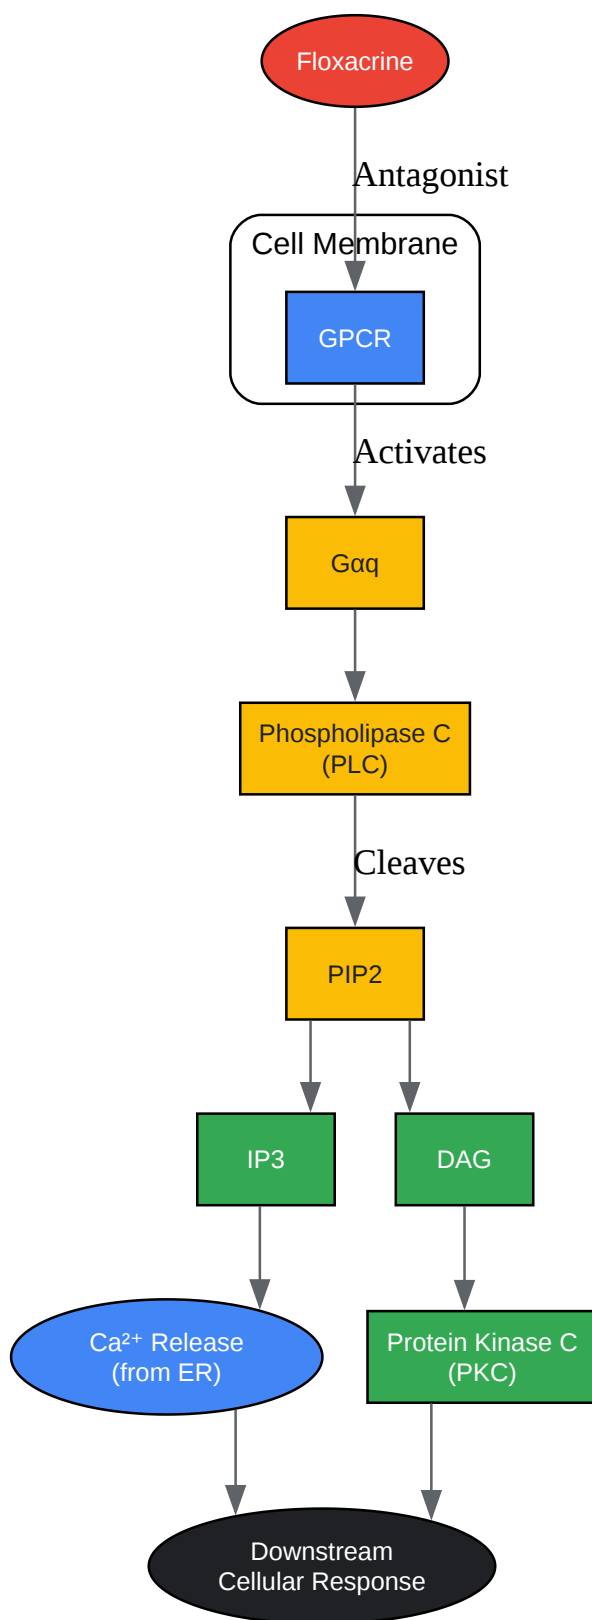 Floxacrine
Antagonist
Cell Membrane
GPCR
Activates
Gαq
Phospholipase C
(PLC)
Cleaves
PIP2
IP3
DAG
Ca²⁺ Release
(from ER)
Protein Kinase C
(PKC)
Downstream
Cellular Response